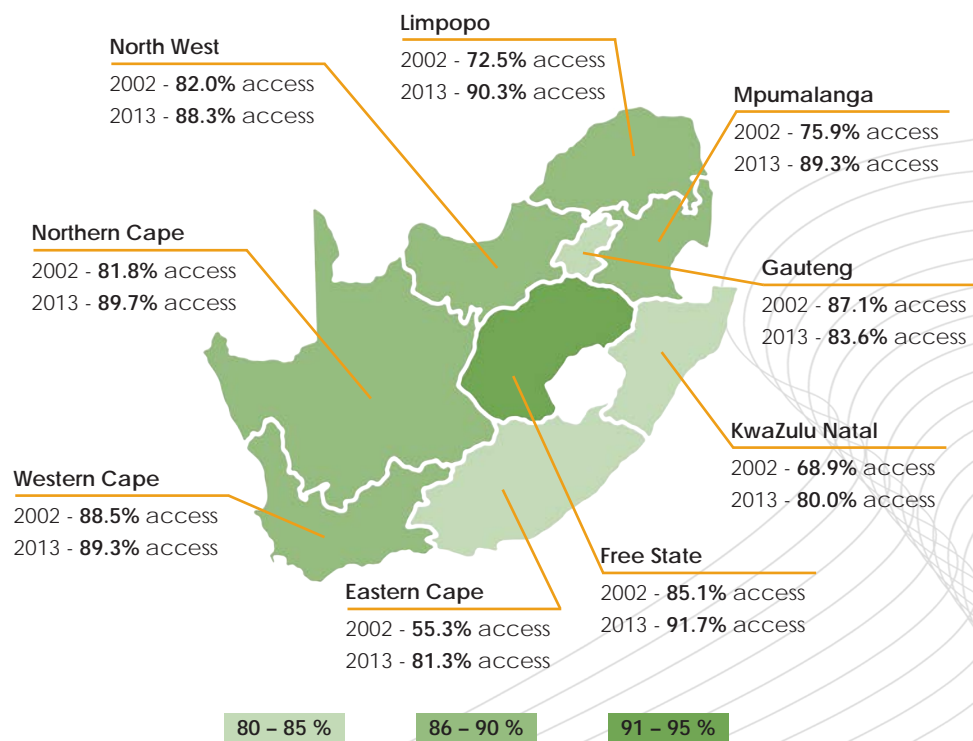 Limpopo
2002 - 72.5% access
2013 - 90.3% access
North West
2002 - 82.0% access
2013 - 88.3% access
Mpumalanga
2002 - 75.9% access
2013 - 89.3% access
Northern Cape
2002 - 81.8% access
2013 - 89.7% access
Gauteng
2002 - 87.1% access
2013 - 83.6% access
KwaZulu Natal
2002 - 68.9% access
2013 - 80.0% access
Western Cape
2002 - 88.5% access
2013 - 89.3% access
Free State
2002 - 85.1% access
2013 - 91.7% access
Eastern Cape
2002 - 55.3% access
2013 - 81.3% access
80 – 85 %
86 – 90 %
91 – 95 %